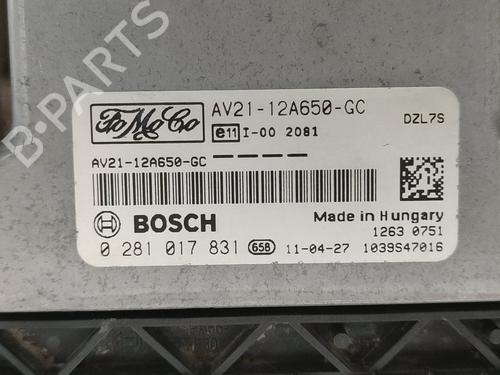 FoMoCo AV21-12A650-GC DZL7S
e11 I-00 2081
AV21-12A650-GC — — — —
BOSCH Made in Hungary
1263 0751
0 281 017 831 658 11-04-27 1039S47016